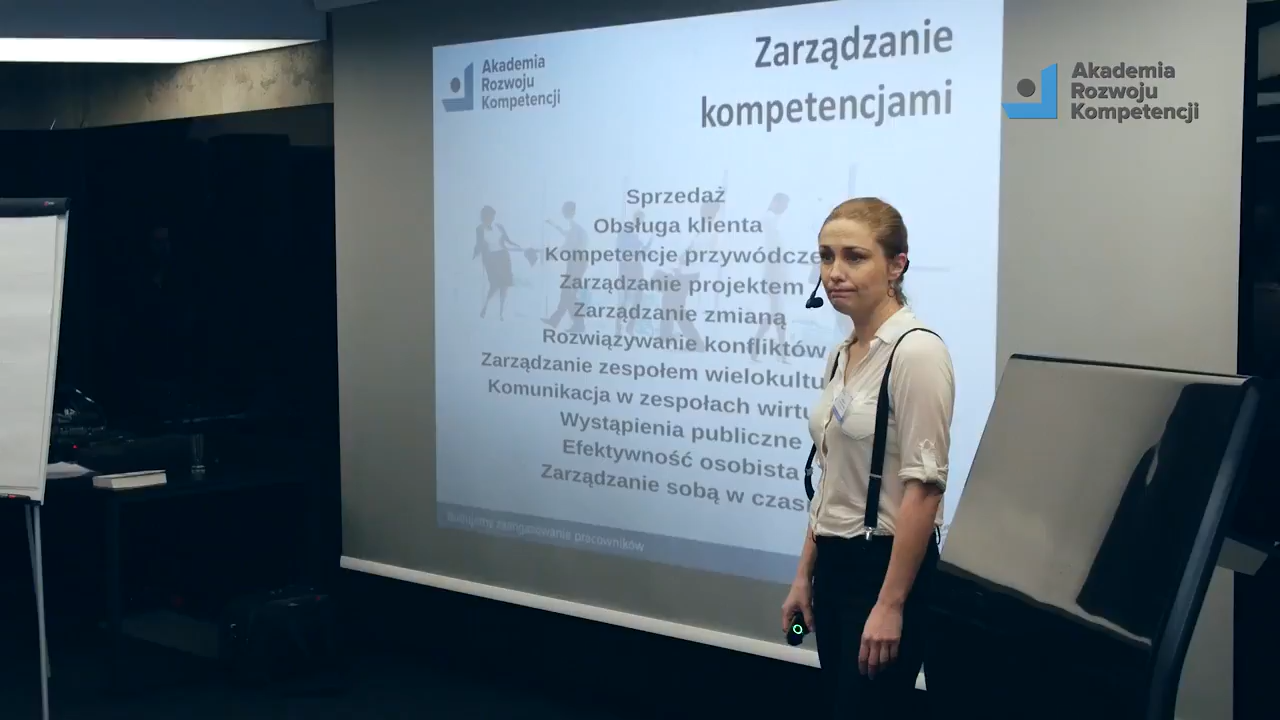 Akademia
Rozwoju
Kompetencji
Zarządzanie
kompetencjami
Akademia
Rozwoju
Kompetencji
Sprzedaż
Obsługa klienta
Kompetencje przywódcze
Zarządzanie projektem
Zarządzanie zmianą
Rozwiązywanie konfliktów
Zarządzanie zespołem wielokultu
Komunikacja w zespołach wirtu
Wystąpienia publiczne
Efektywność osobista
Zarządzanie sobą w czasi
Budujemy zaangażowanie pracowników